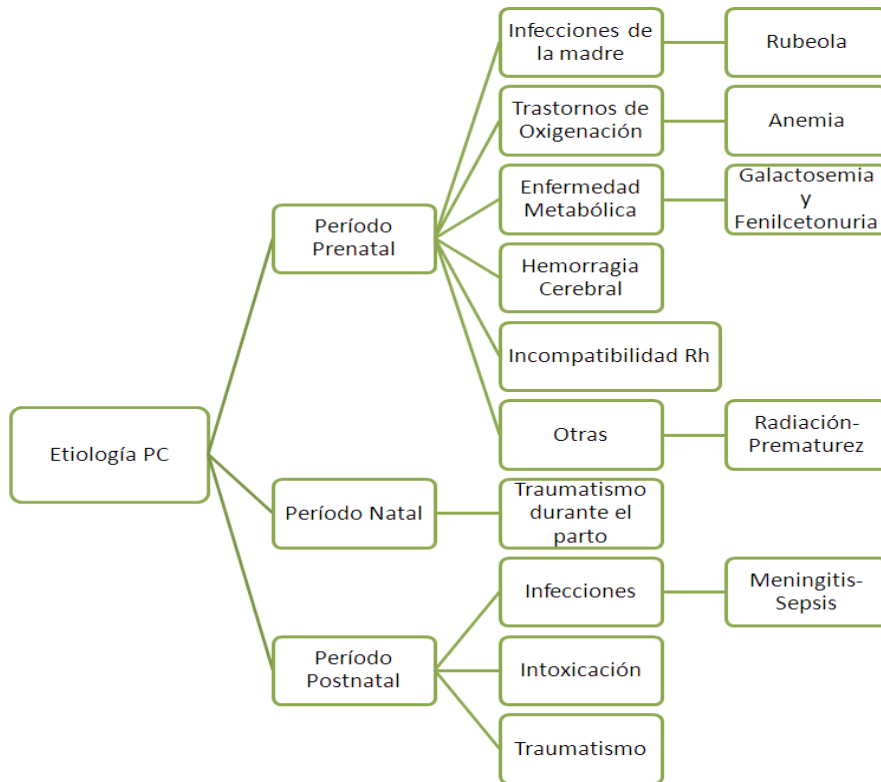 Infecciones de
la madre
Rubeola
Trastornos de
Oxigenación
Anemia
Enfermedad
Metabólica
Galactosemia
y
Fenilcetonuria
Período
Prenatal
Hemorragia
Cerebral
Incompatibilidad Rh
Otras
Radiación-
Prematurez
Etiología PC
Período Natal
Traumatismo
durante el
parto
Infecciones
Meningitis-
Sepsis
Período
Postnatal
Intoxicación
Traumatismo